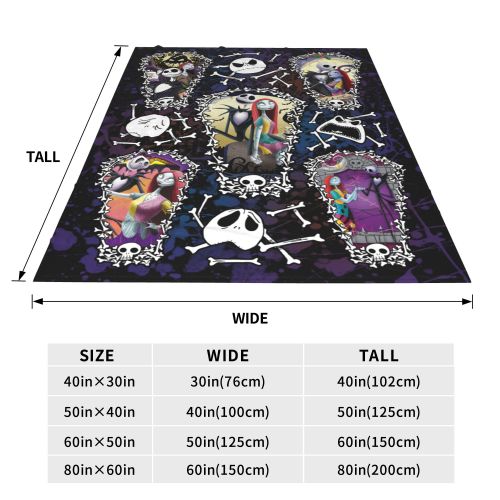 TALL
WIDE
SIZE WIDE TALL
40in×30in 30in(76cm) 40in(102cm)
50in×40in 40in(100cm) 50in(125cm)
60in×50in 50in(125cm) 60in(150cm)
80in×60in 60in(150cm) 80in(200cm)